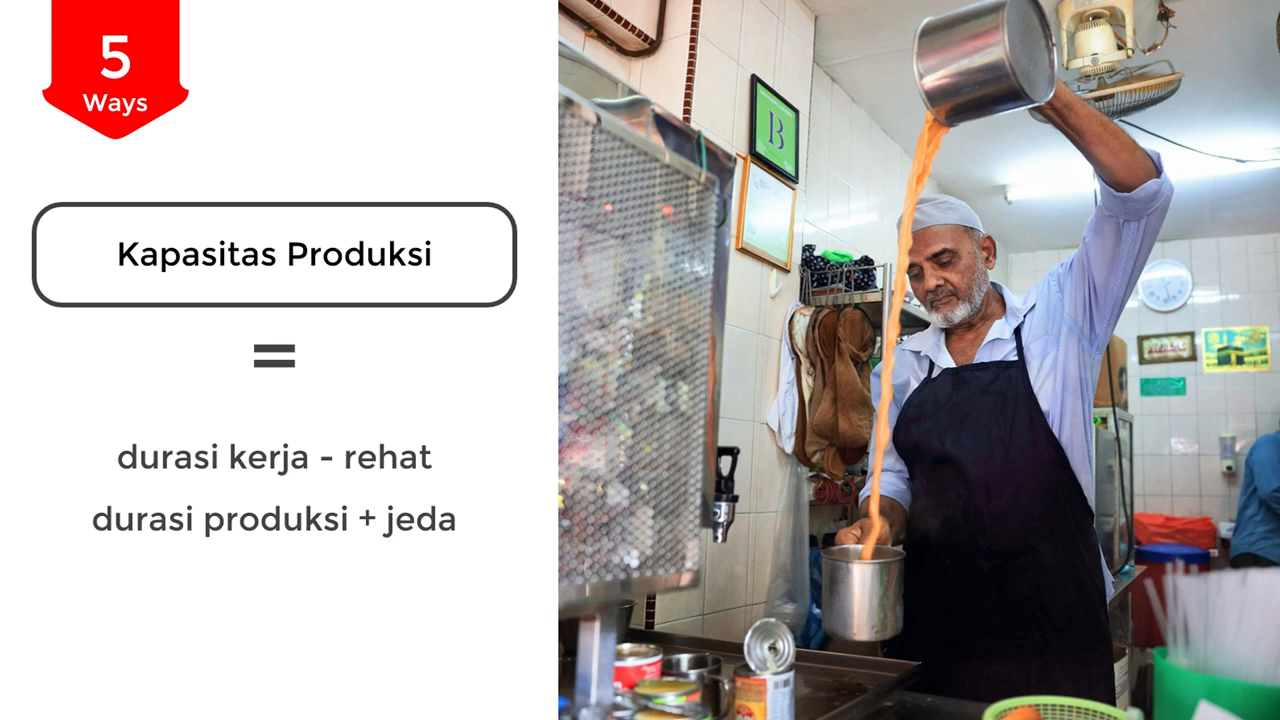 5
Ways
Kapasitas Produksi
=
durasi kerja - rehat
durasi produksi + jeda
B